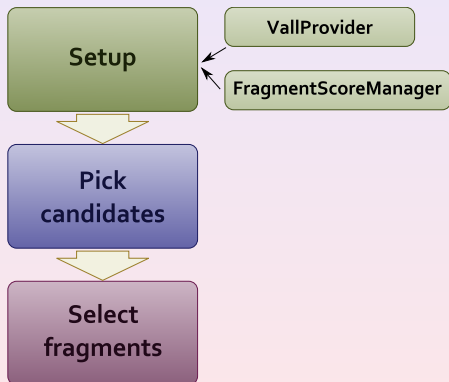 Setup
VallProvider
FragmentScoreManager
Pick
candidates
Select
fragments